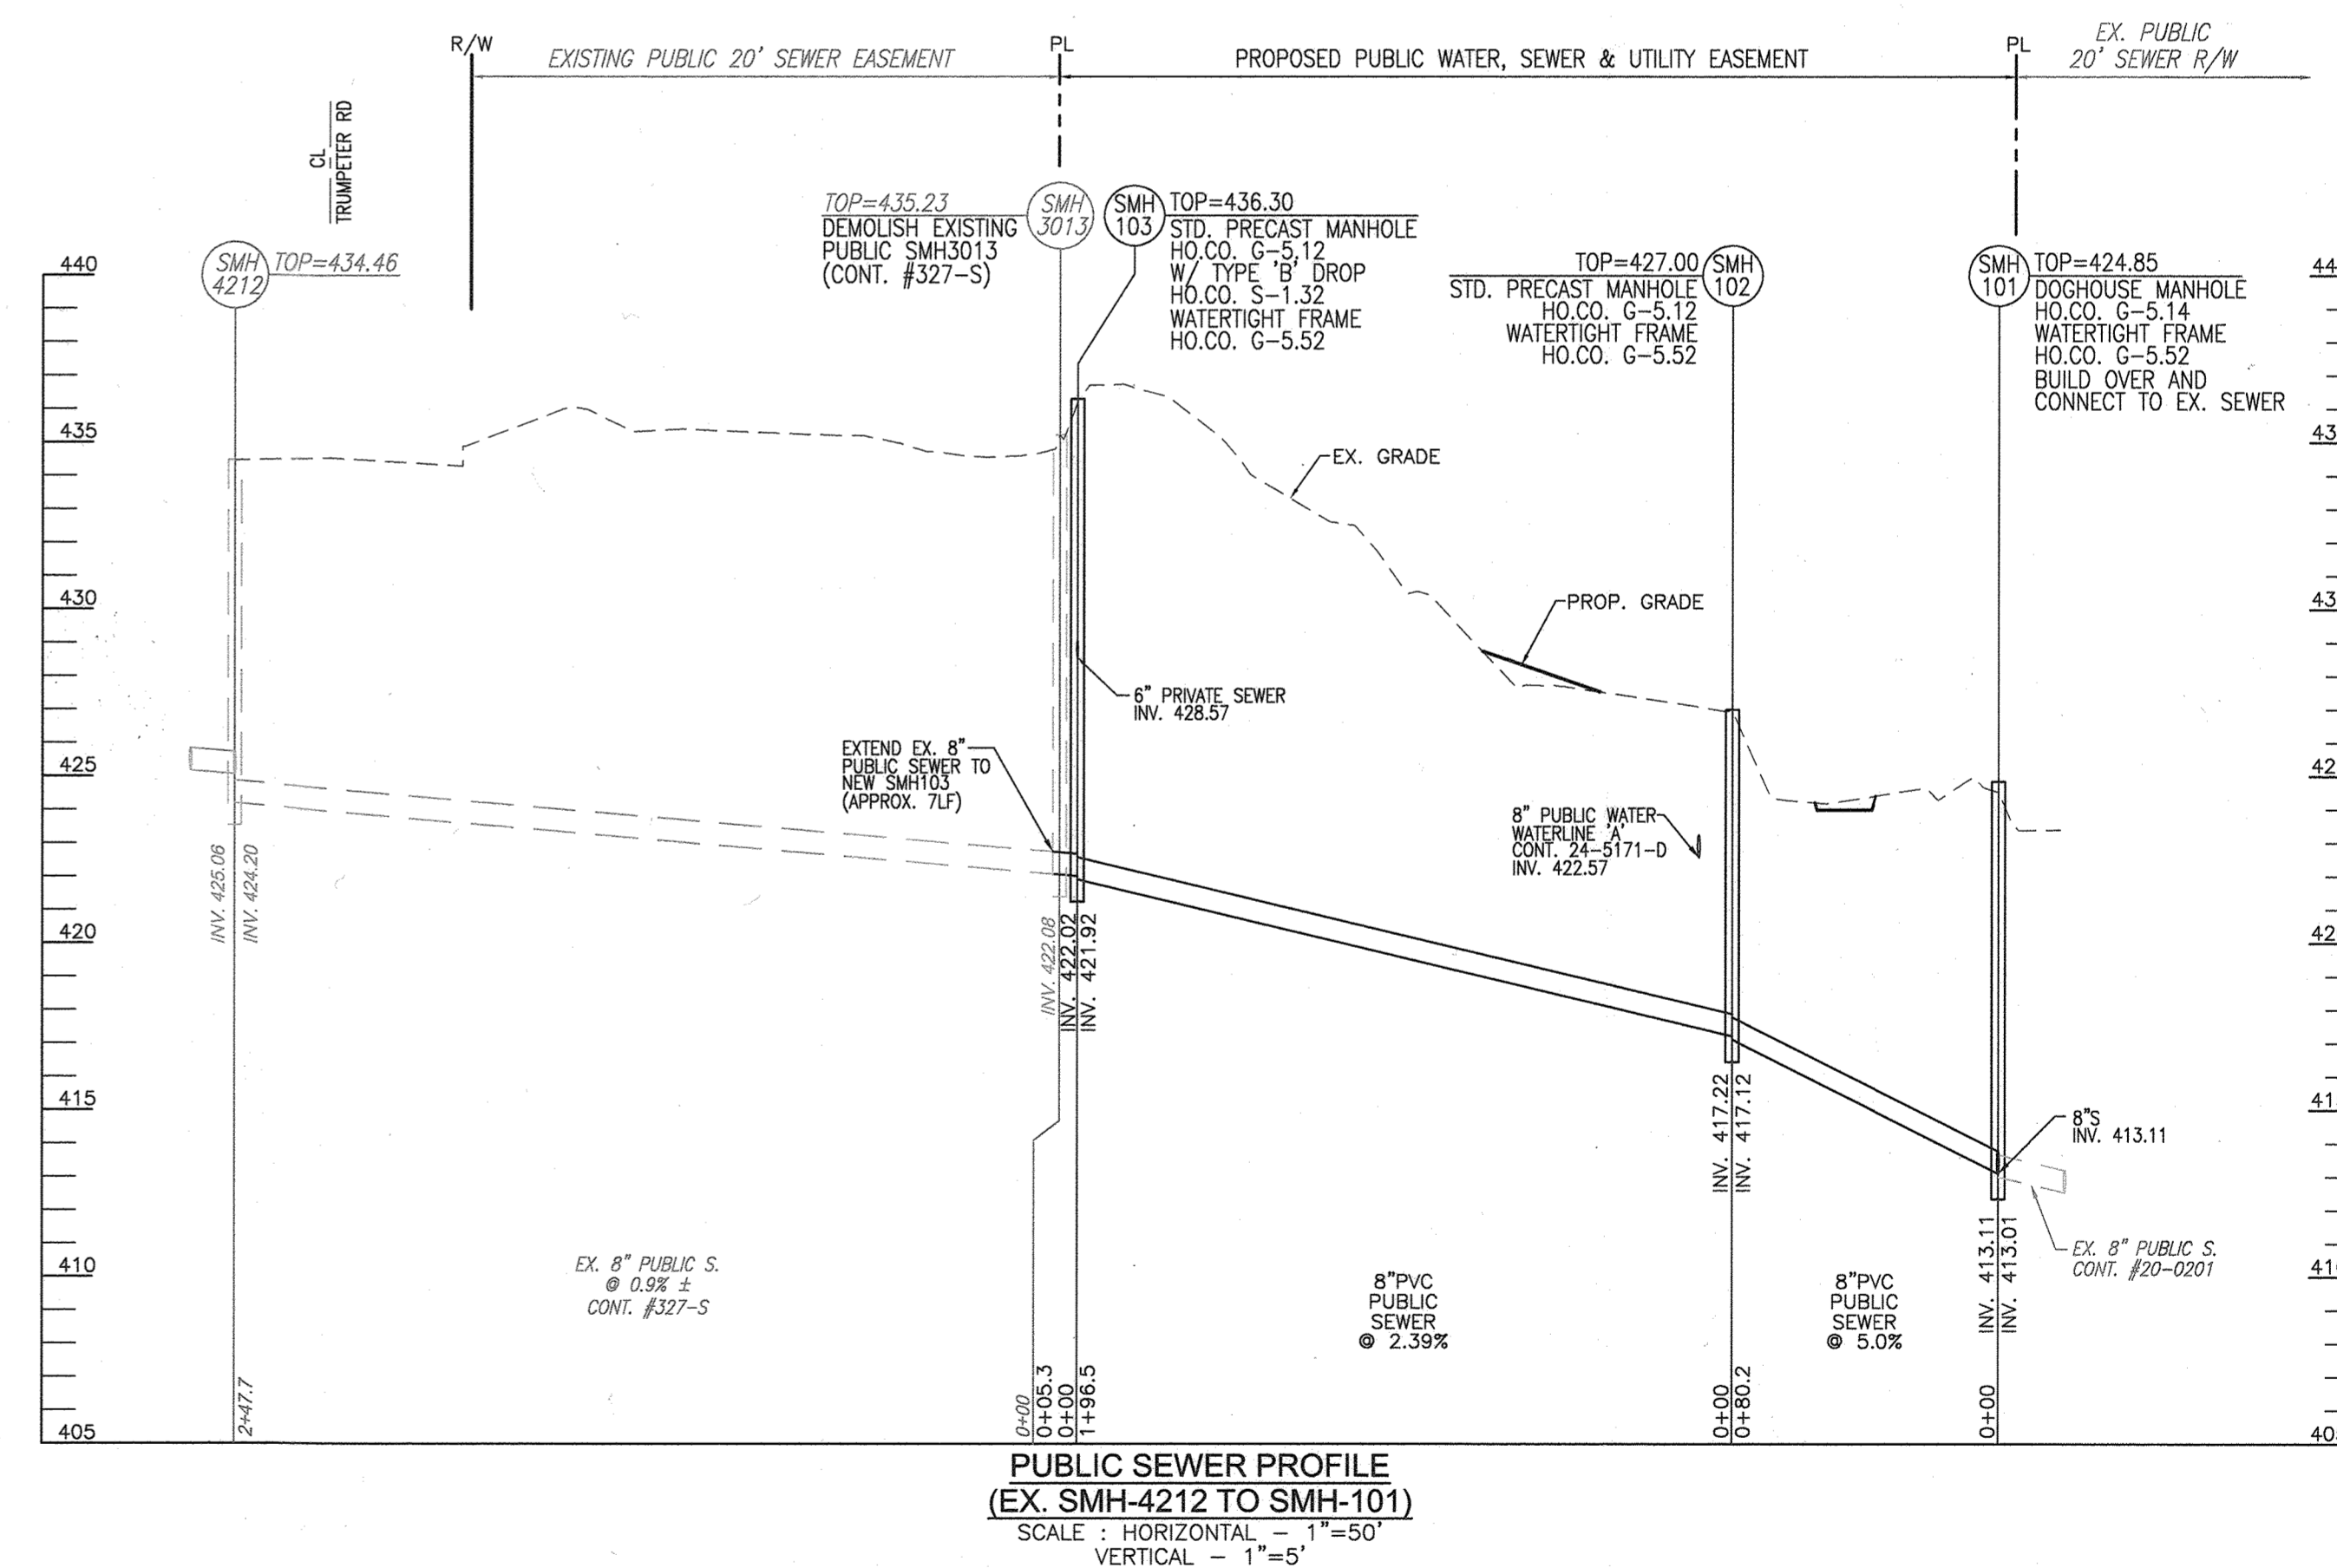 R/W
EXISTING PUBLIC 20' SEWER EASEMENT
PL
PROPOSED PUBLIC WATER, SEWER & UTILITY EASEMENT
PL
EX. PUBLIC
20' SEWER R/W
CL
TRUMPETER RD
SMH
4212
TOP=434.46
TOP=435.23
DEMOLISH EXISTING
PUBLIC SMH3013
(CONT. #327-S)
SMH
3013
SMH
103
TOP=436.30
STD. PRECAST MANHOLE
HO.CO. G-5.12
W/ TYPE 'B' DROP
HO.CO. S-1.32
WATERTIGHT FRAME
HO.CO. G-5.52
TOP=427.00
STD. PRECAST MANHOLE
HO.CO. G-5.12
WATERTIGHT FRAME
HO.CO. G-5.52
SMH
102
SMH
101
TOP=424.85
DOGHOUSE MANHOLE
HO.CO. G-5.14
WATERTIGHT FRAME
HO.CO. G-5.52
BUILD OVER AND
CONNECT TO EX. SEWER
440
435
430
425
420
415
410
405
44
43
43
42
42
41
41
40
EX. GRADE
PROP. GRADE
6" PRIVATE SEWER
INV. 428.57
EXTEND EX. 8"
PUBLIC SEWER TO
NEW SMH103
(APPROX. 7LF)
8" PUBLIC WATER
WATERLINE 'A'
CONT. 24-5171-D
INV. 422.57
INV. 425.06
INV. 424.20
INV. 422.08
INV. 422.02
INV. 421.92
INV. 417.22
INV. 417.12
8"S
INV. 413.11
INV. 413.11
INV. 413.01
EX. 8" PUBLIC S.
CONT. #20-0201
EX. 8" PUBLIC S.
@ 0.9% ±
CONT. #327-S
8"PVC
PUBLIC
SEWER
@ 2.39%
8"PVC
PUBLIC
SEWER
@ 5.0%
2+47.7
0+00
0+05.3
0+00
1+96.5
0+00
0+80.2
0+00
PUBLIC SEWER PROFILE
(EX. SMH-4212 TO SMH-101)
SCALE : HORIZONTAL - 1"=50'
VERTICAL - 1"=5'